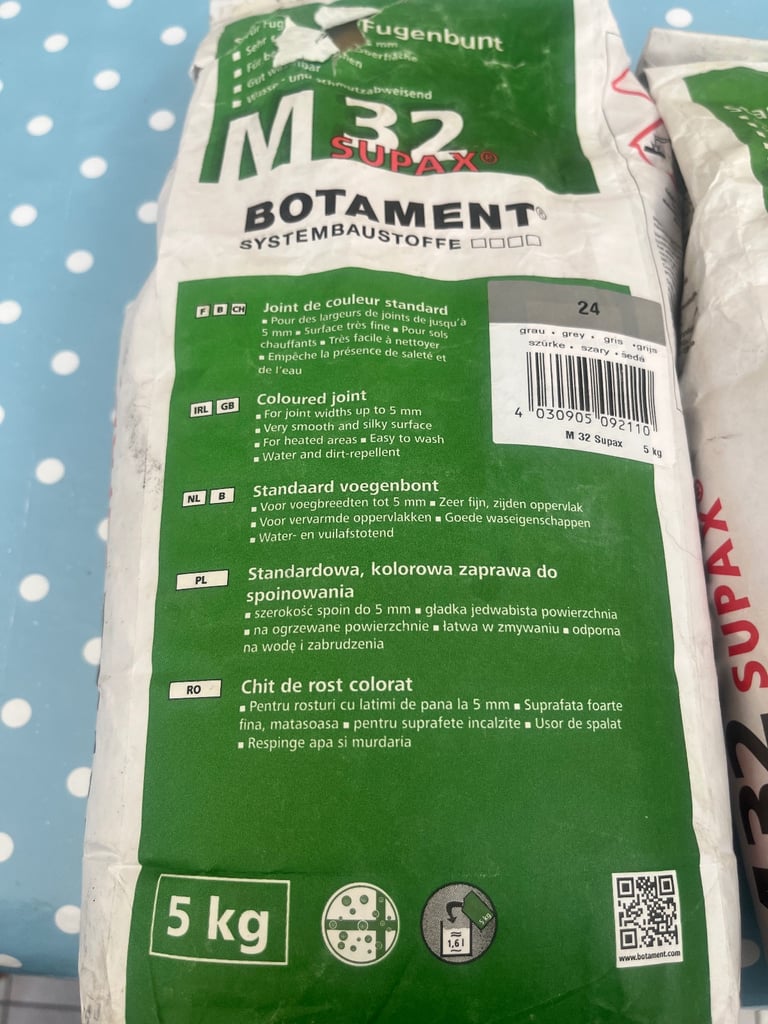 Fugenbunt
mm
M 32
SUPAX®
BOTAMENT®
SYSTEMBAUSTOFFE
F B CH
Joint de couleur standard
▪ Pour des largeurs de joints de jusqu'à
5 mm ▪ Surface très fine ▪ Pour sols
chauffants ▪ Très facile à nettoyer
▪ Empêche la présence de saleté et
de l'eau
24
grau • grey • gris •grijs
szürke • szary • šedá
4 030905 092110
M 32 Supax 5 kg
IRL GB
Coloured joint
▪ For joint widths up to 5 mm
▪ Very smooth and silky surface
▪ For heated areas ▪ Easy to wash
▪ Water and dirt-repellent
NL B
Standaard voegenbont
▪ Voor voegbreedten tot 5 mm ▪ Zeer fijn, zijden oppervlak
▪ Voor vervarmde oppervlakken ▪ Goede waseigenschappen
▪ Water- en vuilafstotend
PL
Standardowa, kolorowa zaprawa do
spoinowania
▪ szerokość spoin do 5 mm ▪ gładka jedwabista powierzchnia
▪ na ogrzewane powierzchnie ▪ łatwa w zmywaniu ▪ odporna
na wodę i zabrudzenia
RO
Chit de rost colorat
▪ Pentru rosturi cu latimi de pana la 5 mm ▪ Suprafata foarte
fina, matasoasa ▪ pentru suprafete incalzite ▪ Usor de spalat
▪ Respinge apa si murdaria
5 kg
5 kg
1,6 l
www.botament.com
32 SUPAX®